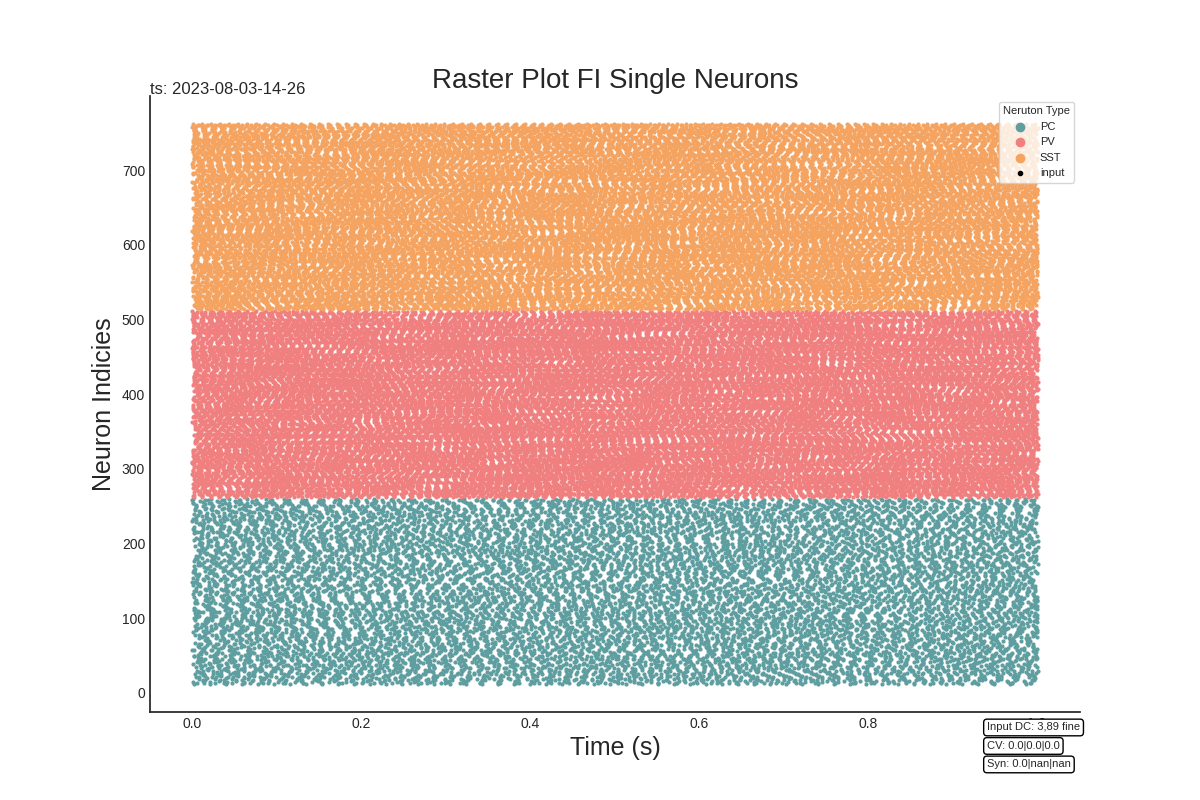 Raster Plot FI Single Neurons
ts: 2023-08-03-14-26
Neruton Type
PC
PV
SST
input
700
600
500
400
300
200
100
0
Neuron Indicies
0.0
0.2
0.4
0.6
0.8
Time (s)
Input DC: 3,89 fine
CV: 0.0|0.0|0.0
Syn: 0.0|nan|nan